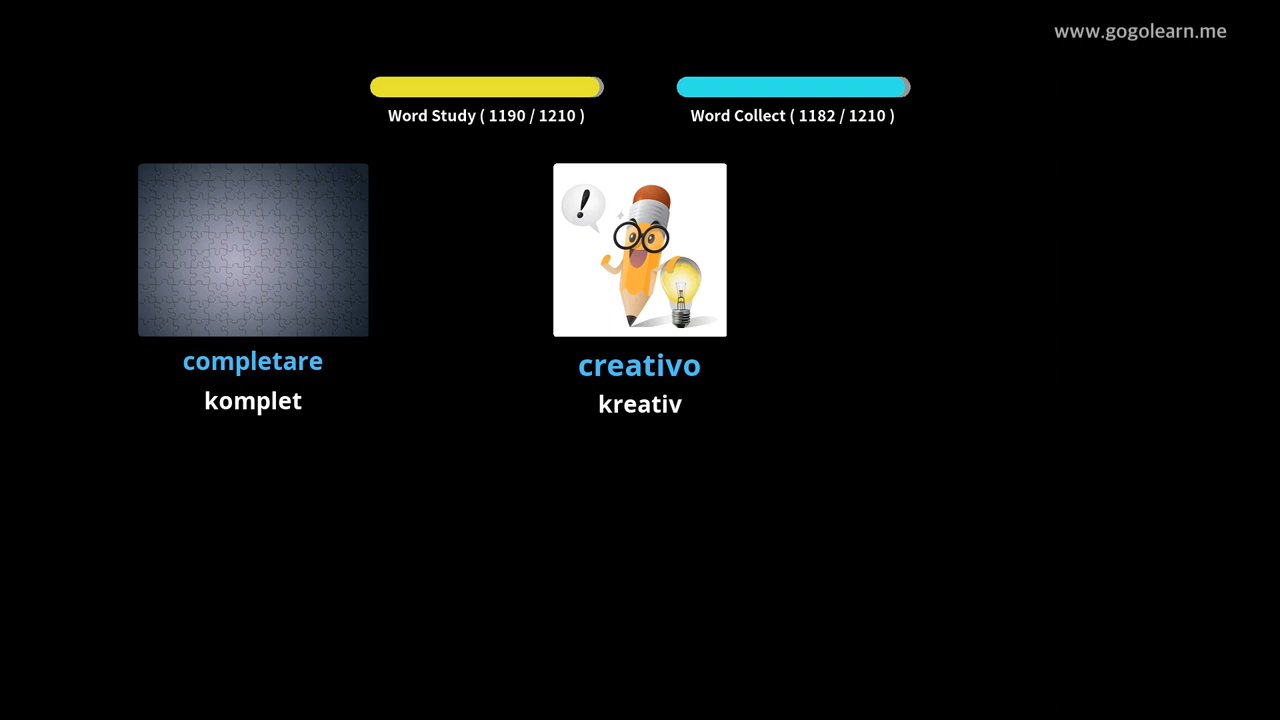 www.gogolearn.me
Word Study ( 1190 / 1210 )
Word Collect ( 1182 / 1210 )
!
completare
komplet
creativo
kreativ